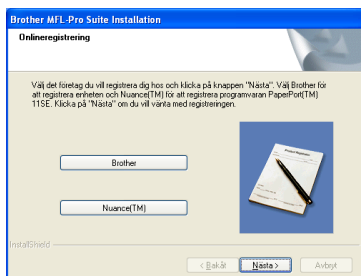 Brother MFL-Pro Suite Installation
Onlineregistrering
Välj det företag du vill registrera dig hos och klicka på knappen "Nästa". Välj Brother för
att registrera enheten och Nuance(TM) för att registrera programvaran PaperPort(TM)
11SE. Klicka på "Nästa" om du vill vänta med registreringen.
Brother
Nuance(TM)
InstallShield
< Bakåt
Nästa >
Avbryt